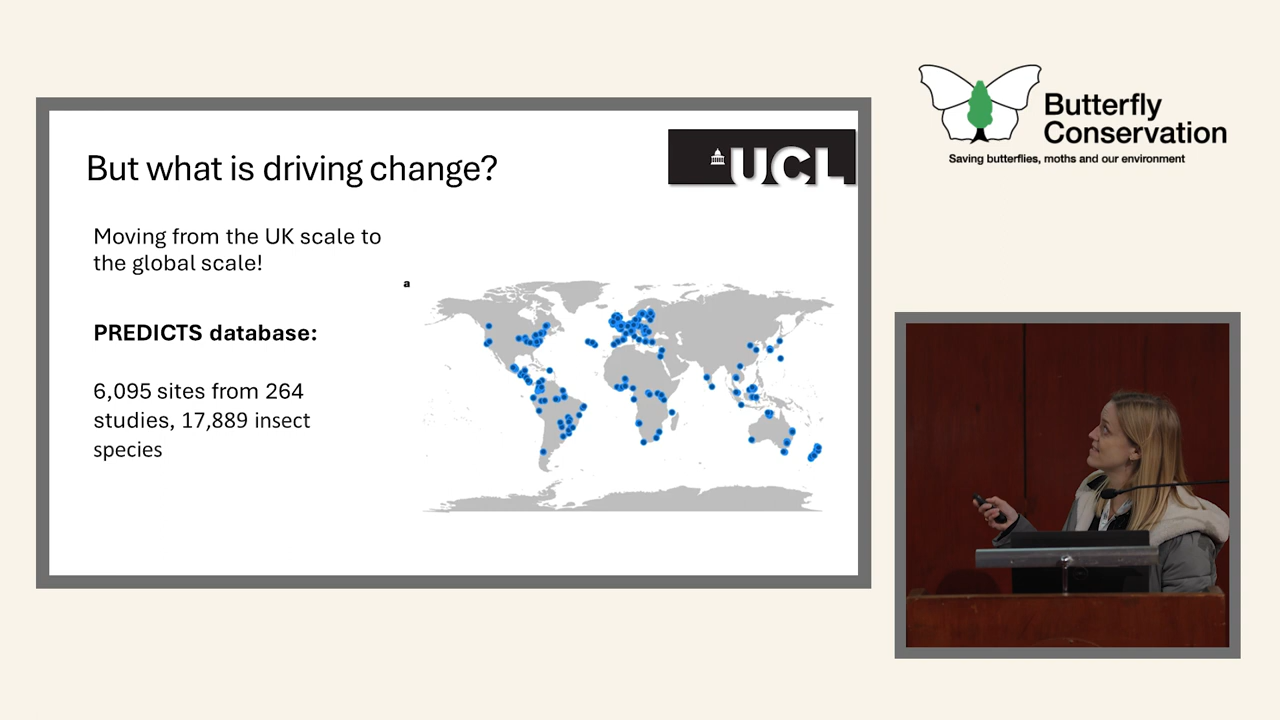 But what is driving change?
UCL
Moving from the UK scale to
the global scale!
a
PREDICTS database:
6,095 sites from 264
studies, 17,889 insect
species
Butterfly
Conservation
Saving butterflies, moths and our environment